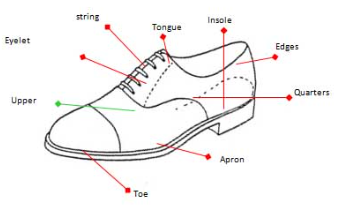 string
Insole
Tongue
Eyelet
Edges
Quarters
Upper
Apron
Toe